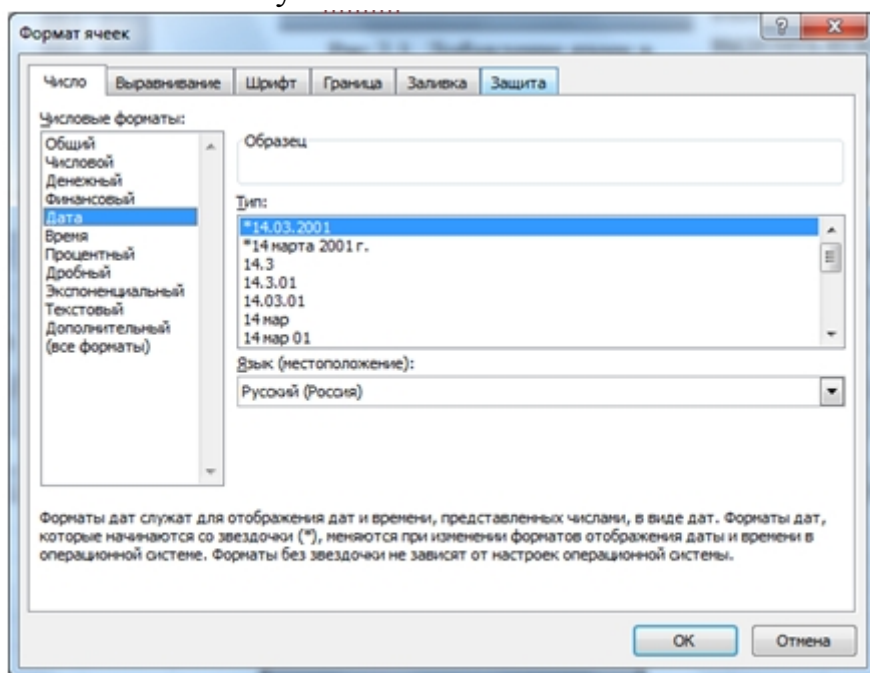 Формат ячеек
Число Выравнивание Шрифт Граница Заливка Защита
Числовые форматы:
Общий
Числовой
Денежный
Финансовый
Дата
Время
Процентный
Дробный
Экспоненциальный
Текстовый
Дополнительный
(все форматы)
Образец
Тип:
*14.03.2001
*14 марта 2001 г.
14.3
14.3.01
14.03.01
14 мар
14 мар 01
Язык (местоположение):
Русский (Россия)
Форматы дат служат для отображения дат и времени, представленных числами, в виде дат. Форматы дат,
которые начинаются со звездочки (*), меняются при изменении форматов отображения даты и времени в
операционной системе. Форматы без звездочки не зависят от настроек операционной системы.
ОК Отмена